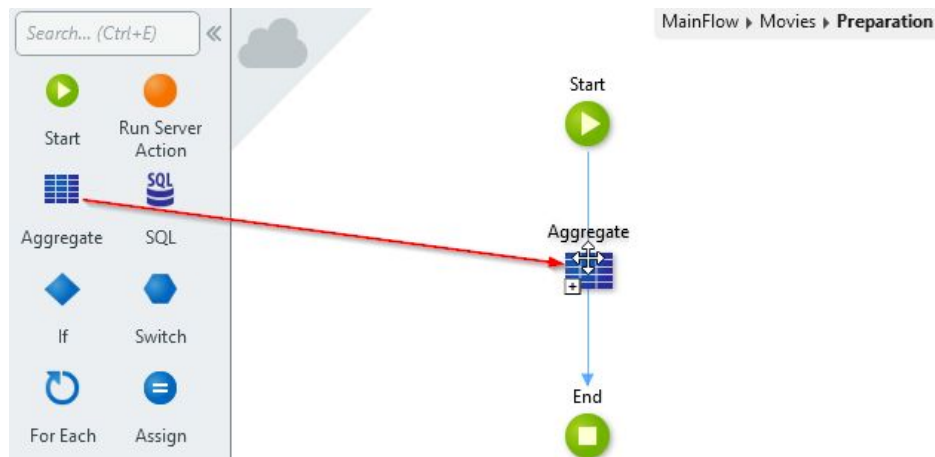 Search... (Ctrl+E)
MainFlow Movies Preparation
Start
Start
Run Server
Action
SQL
Aggregate
Aggregate
SQL
If
Switch
End
For Each
Assign